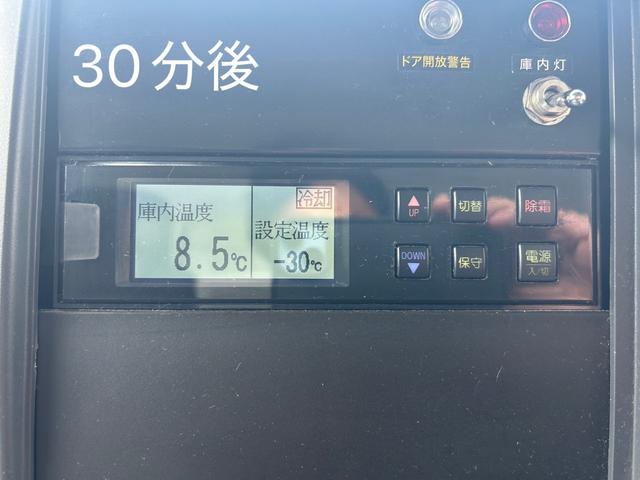 30分後
ドア開放警告
庫内灯
冷却
庫内温度
8.5℃
設定温度
-30℃
UP
切替
除霜
DOWN
保守
電源
入/切